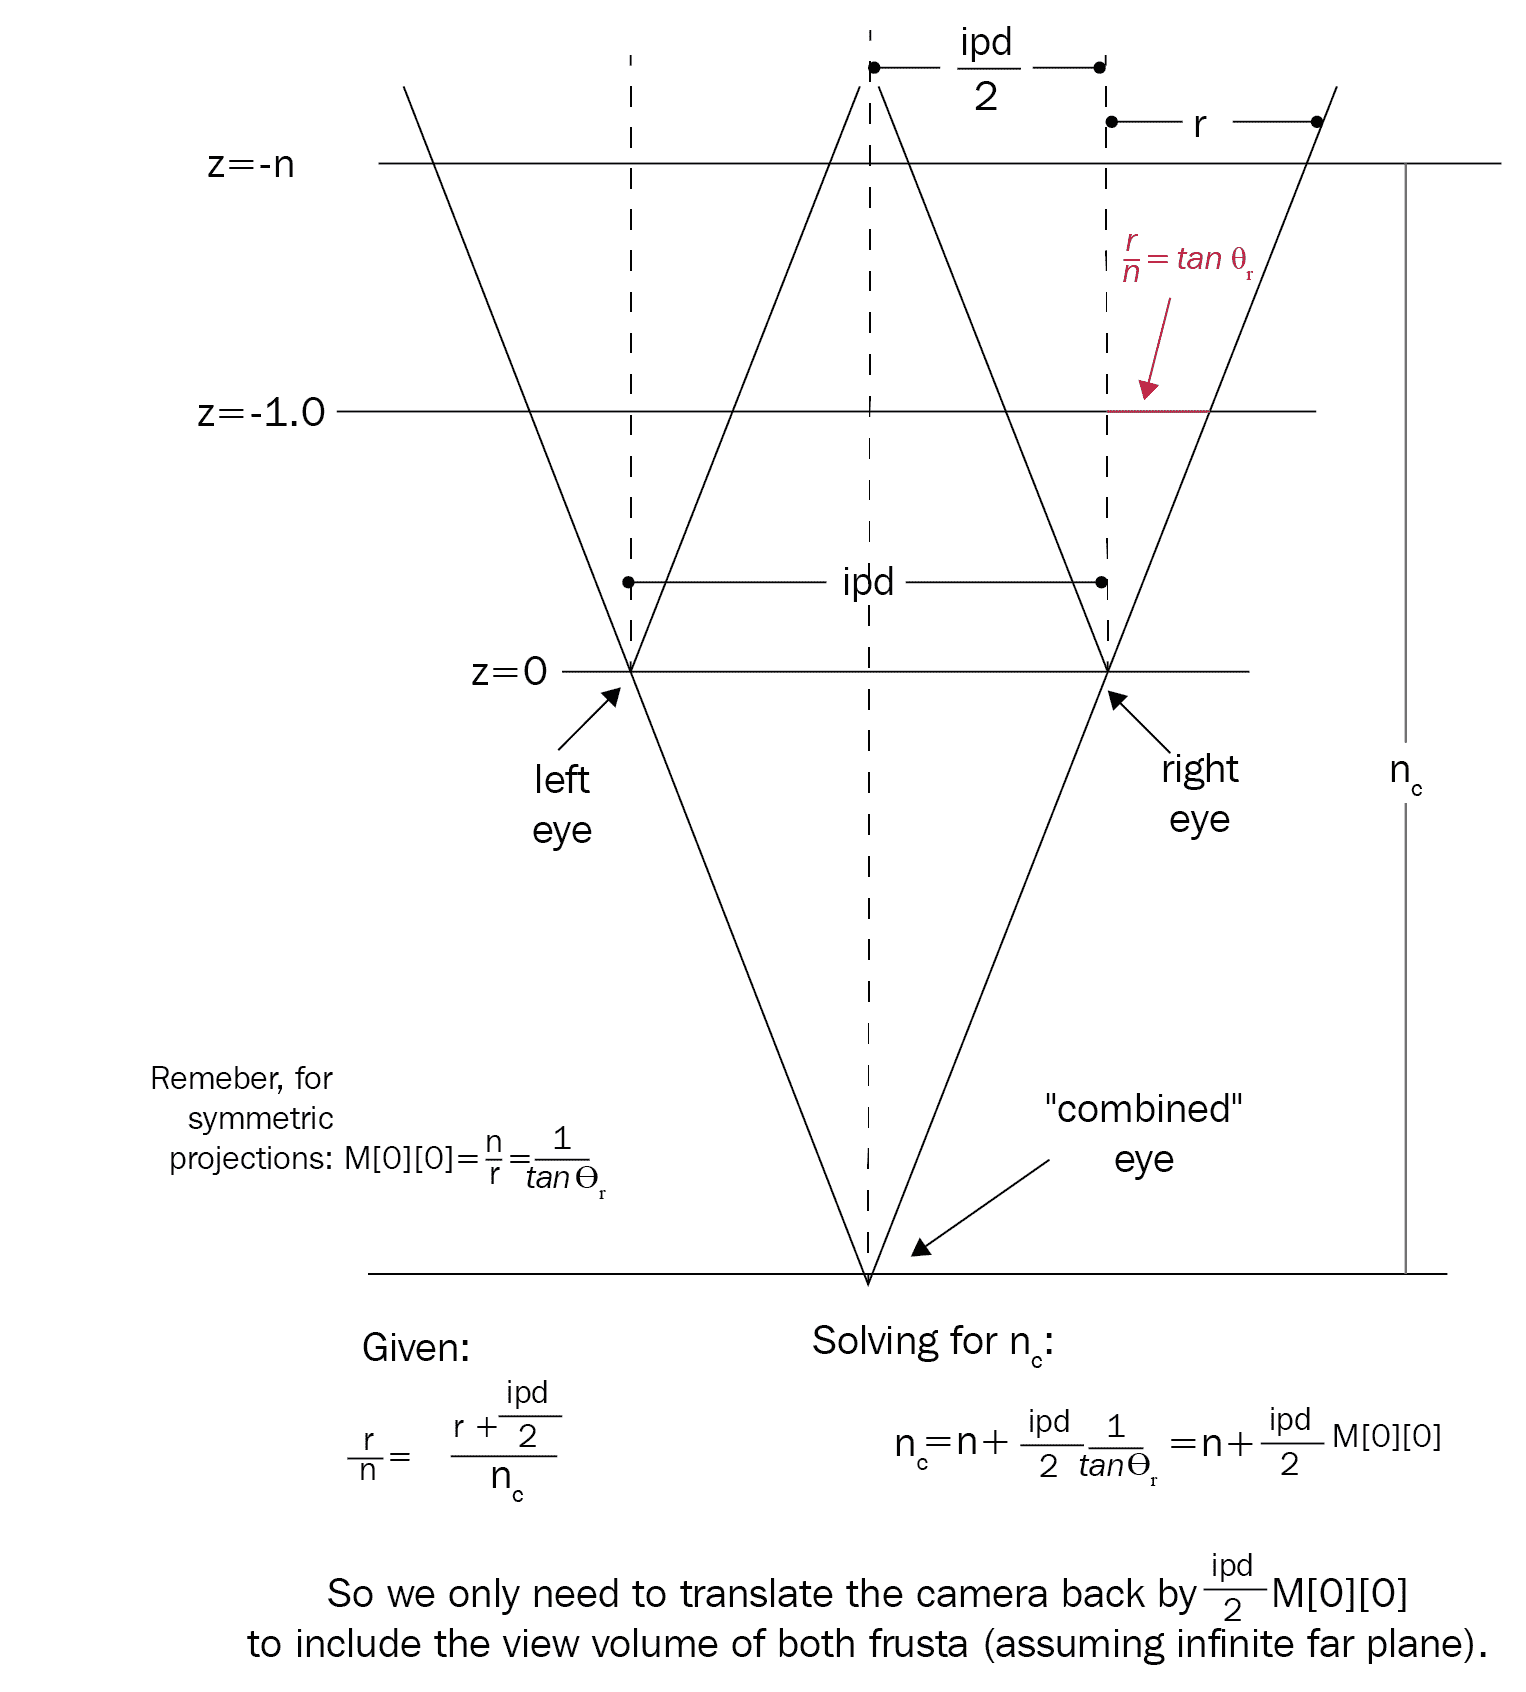 ipd
2
r
z=-n
r
n = tan θr
z=-1.0
ipd
z=0
left
eye
right
eye
nc
Remeber, for
symmetric
projections: M[0][0]= n/r = 1/tan Θr
"combined"
eye
Given:
r/n = (r + ipd/2)/nc
Solving for nc:
nc=n+ ipd/2 1/tanΘr =n+ ipd/2 M[0][0]
So we only need to translate the camera back by ipd/2 M[0][0]
to include the view volume of both frusta (assuming infinite far plane).